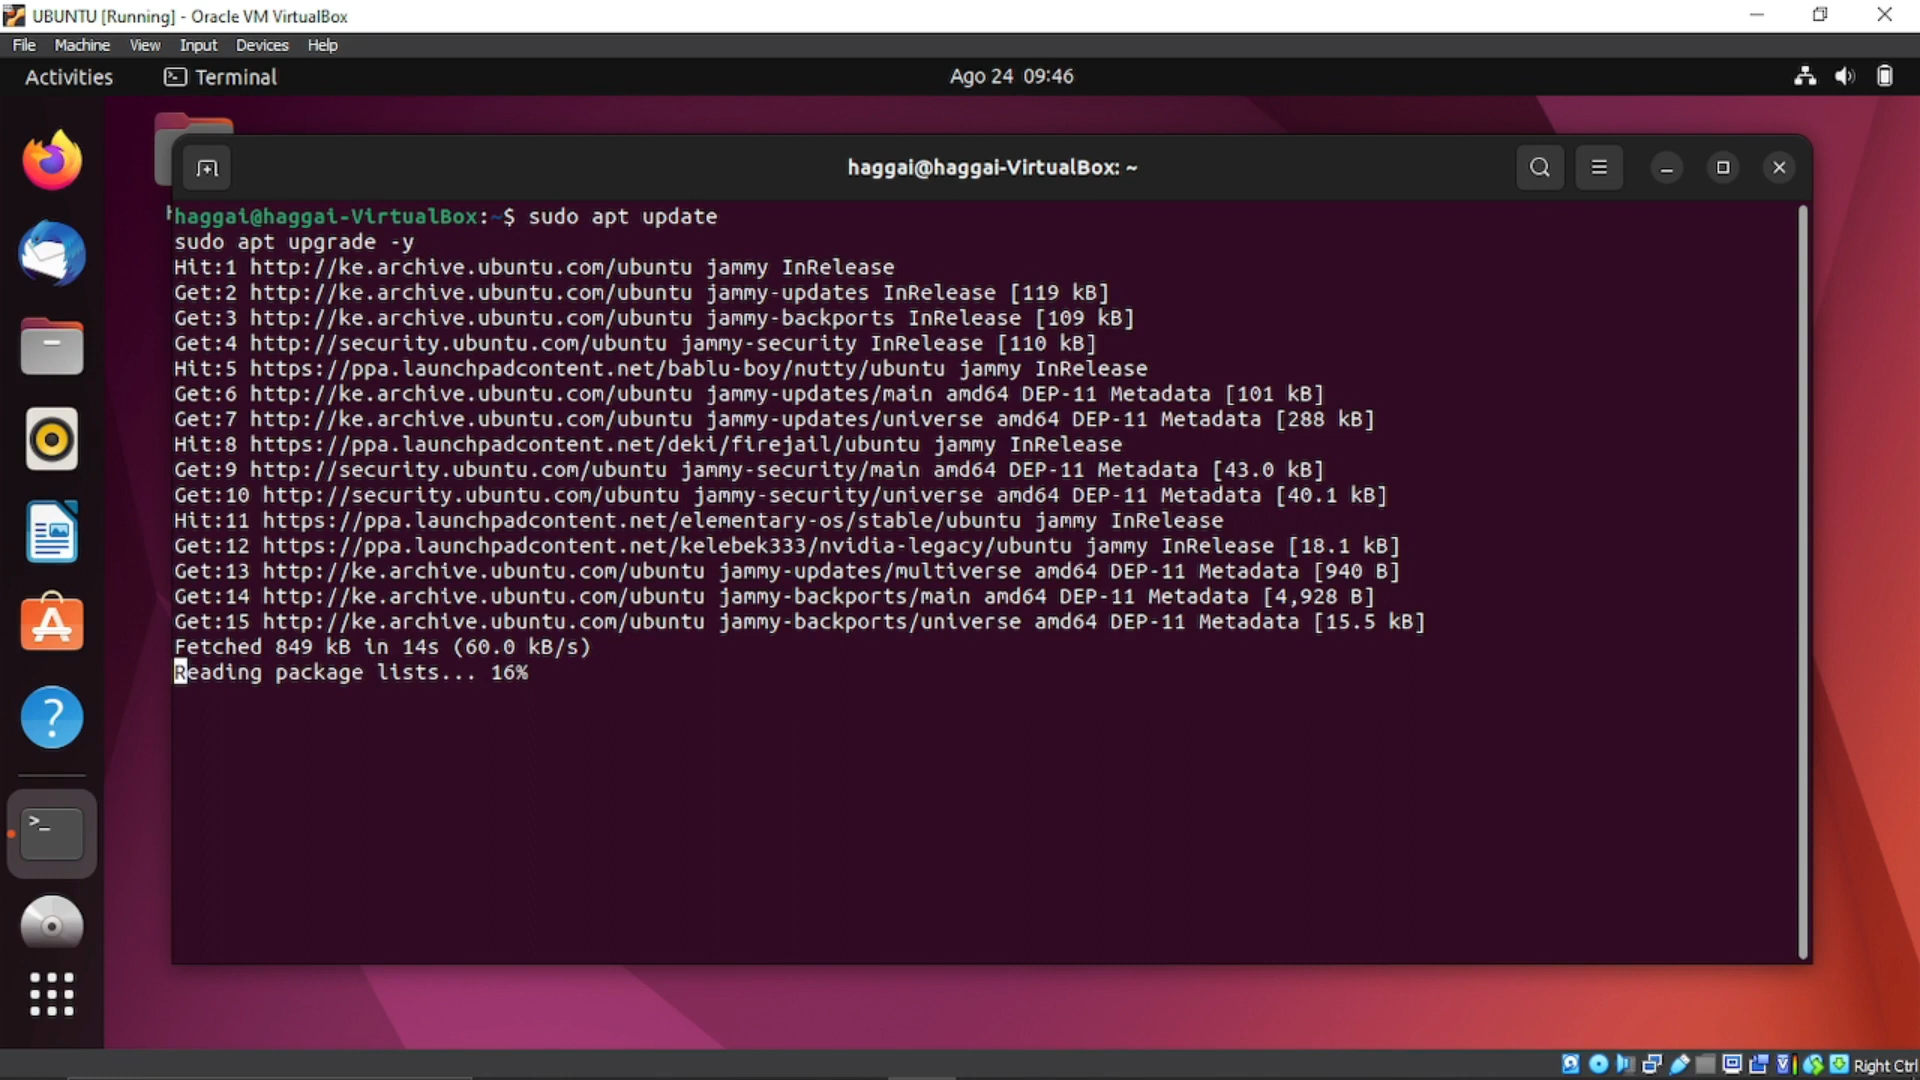 UBUNTU [Running] - Oracle VM VirtualBox
File Machine View Input Devices Help
Activities Terminal Ago 24 09:46
haggai@haggai-VirtualBox: ~
haggai@haggai-VirtualBox:~$ sudo apt update
sudo apt upgrade -y
Hit:1 http://ke.archive.ubuntu.com/ubuntu jammy InRelease
Get:2 http://ke.archive.ubuntu.com/ubuntu jammy-updates InRelease [119 kB]
Get:3 http://ke.archive.ubuntu.com/ubuntu jammy-backports InRelease [109 kB]
Get:4 http://security.ubuntu.com/ubuntu jammy-security InRelease [110 kB]
Hit:5 https://ppa.launchpadcontent.net/bablu-boy/nutty/ubuntu jammy InRelease
Get:6 http://ke.archive.ubuntu.com/ubuntu jammy-updates/main amd64 DEP-11 Metadata [101 kB]
Get:7 http://ke.archive.ubuntu.com/ubuntu jammy-updates/universe amd64 DEP-11 Metadata [288 kB]
Hit:8 https://ppa.launchpadcontent.net/deki/firejail/ubuntu jammy InRelease
Get:9 http://security.ubuntu.com/ubuntu jammy-security/main amd64 DEP-11 Metadata [43.0 kB]
Get:10 http://security.ubuntu.com/ubuntu jammy-security/universe amd64 DEP-11 Metadata [40.1 kB]
Hit:11 https://ppa.launchpadcontent.net/elementary-os/stable/ubuntu jammy InRelease
Get:12 https://ppa.launchpadcontent.net/kelebek333/nvidia-legacy/ubuntu jammy InRelease [18.1 kB]
Get:13 http://ke.archive.ubuntu.com/ubuntu jammy-updates/multiverse amd64 DEP-11 Metadata [940 B]
Get:14 http://ke.archive.ubuntu.com/ubuntu jammy-backports/main amd64 DEP-11 Metadata [4,928 B]
Get:15 http://ke.archive.ubuntu.com/ubuntu jammy-backports/universe amd64 DEP-11 Metadata [15.5 kB]
Fetched 849 kB in 14s (60.0 kB/s)
Reading package lists... 16%
Right Ctrl